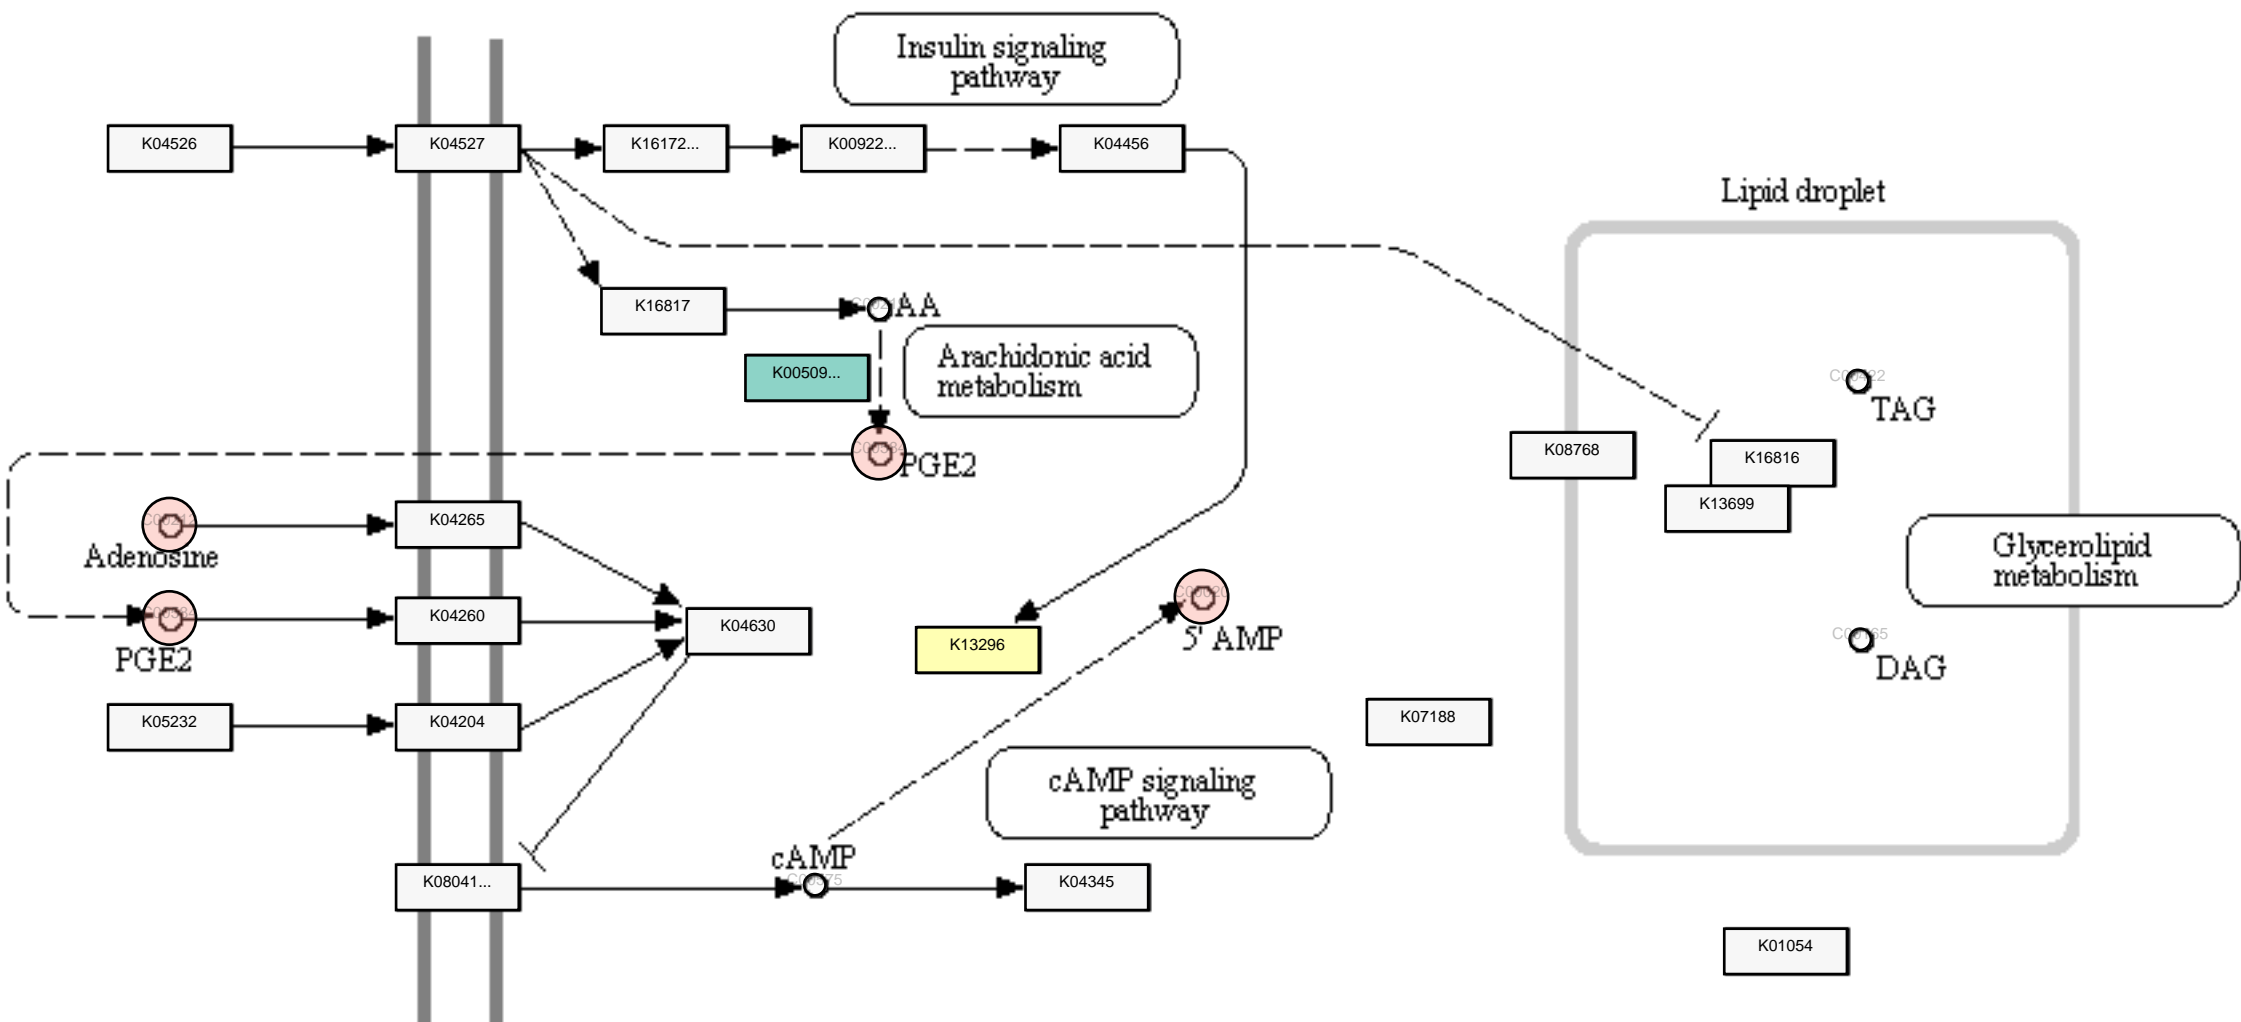 Insulin signaling
pathway
K04526
K04527
K16172...
K00922...
K04456
Lipid droplet
K16817
AA
Arachidonic acid
metabolism
K00509...
C00422
TAG
PGE2
K08768
K16816
K13699
Adenosine
K04265
Glycerolipid
metabolism
K04260
K04630
K13296
5' AMP
C00165
DAG
PGE2
K05232
K04204
K07188
cAMP signaling
pathway
cAMP
K08041...
K04345
K01054